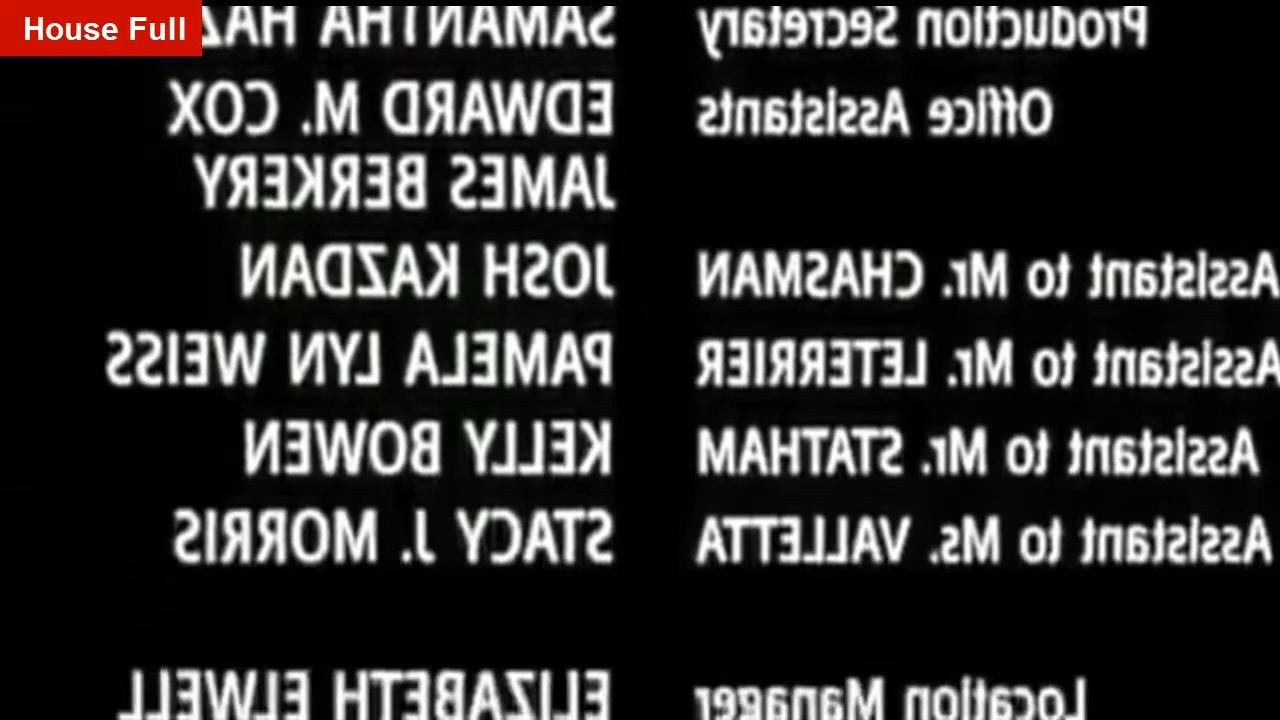 House Full
Production Secretary SAMANTHA HAZ
Office Assistants EDWARD M. COX
JAMES BERKERY
Assistant to Mr. CHASMAN JOSH KAZDAN
Assistant to Mr. LETERRIER PAMELA LYN WEISS
Assistant to Mr. STATHAM KELLY BOWEN
Assistant to Ms. VALLETTA STACY J. MORRIS
Location Manager ELIZABETH ELWELL